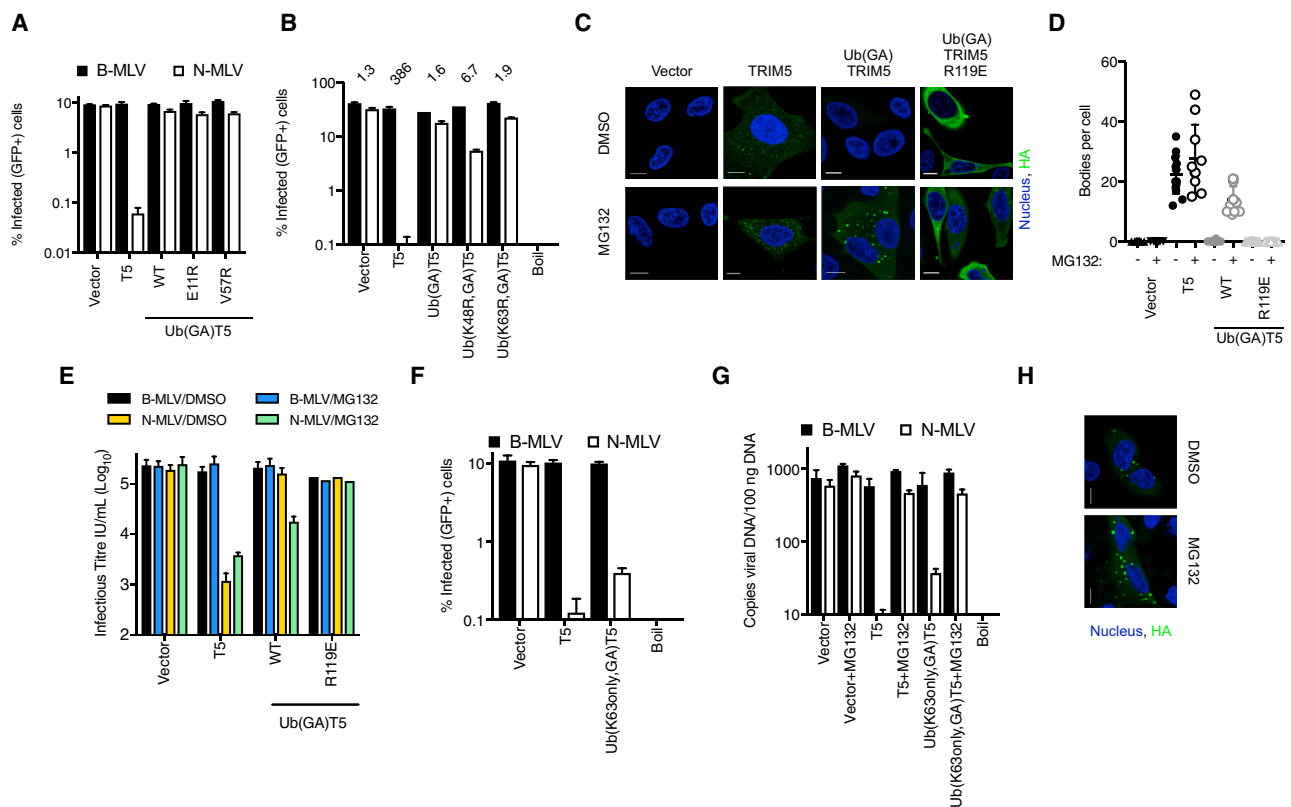 A
B-MLV
N-MLV
% Infected (GFP+) cells
10
1
0.1
0.01
Vector
T5
WT
E11R
V57R
Ub(GA)T5
B
1.3
386
1.6
6.7
1.9
% Infected (GFP+) cells
100
10
1
0.1
Vector
T5
Ub(GA)T5
Ub(K48R,GA)T5
Ub(K63R,GA)T5
Boil
C
Vector
TRIM5
Ub(GA)
TRIM5
Ub(GA)
TRIM5
R119E
DMSO
MG132
Nucleus, HA
D
Bodies per cell
60
40
20
0
MG132:
- + - + - + - +
Vector
T5
WT
R119E
Ub(GA)T5
E
B-MLV/DMSO
B-MLV/MG132
N-MLV/DMSO
N-MLV/MG132
Infectious Titre IU/mL (Log10)
5
4
3
2
Vector
T5
WT
R119E
Ub(GA)T5
F
B-MLV
N-MLV
% Infected (GFP+) cells
10
1
0.1
Vector
T5
Ub(K63only,GA)T5
Boil
G
B-MLV
N-MLV
Copies viral DNA/100 ng DNA
1000
100
10
Vector
Vector+MG132
T5
T5+MG132
Ub(K63only,GA)T5
Ub(K63only,GA)T5+MG132
Boil
H
DMSO
MG132
Nucleus, HA